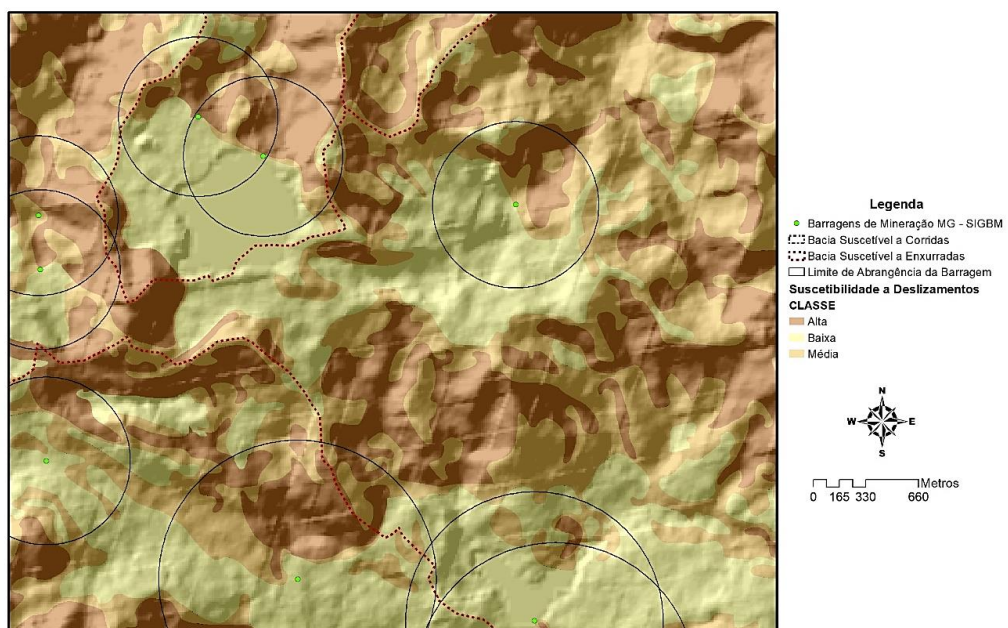 Legenda
Barragens de Mineração MG - SIGBM
Bacia Suscetível a Corridas
Bacia Suscetível a Enxurradas
Limite de Abrangência da Barragem
Suscetibilidade a Deslizamentos
CLASSE
Alta
Baixa
Média
N
W E
S
Metros
0 165 330 660